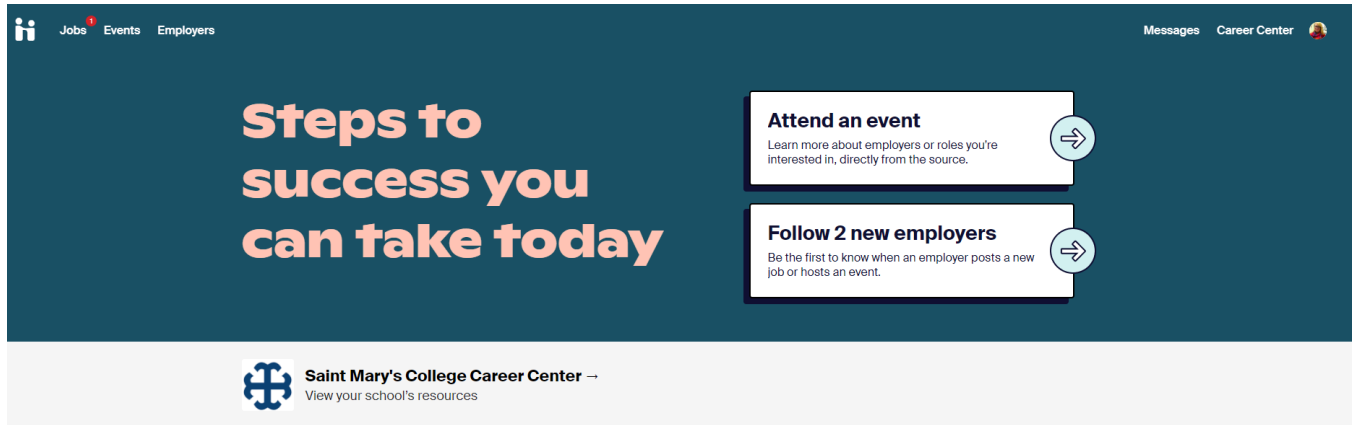 Jobs 1 Events Employers
Messages Career Center
Steps to
success you
can take today
Attend an event
Learn more about employers or roles you're
interested in, directly from the source.
Follow 2 new employers
Be the first to know when an employer posts a new
job or hosts an event.
Saint Mary's College Career Center →
View your school's resources